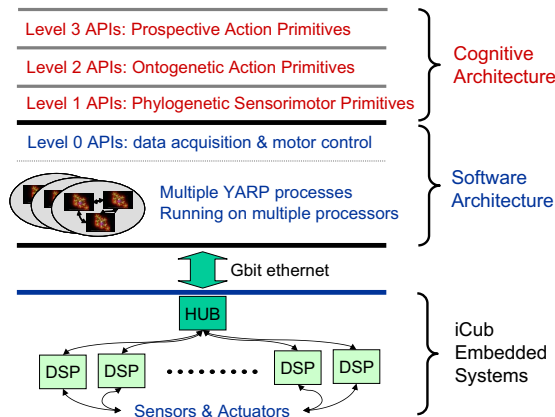 Level 3 APIs: Prospective Action Primitives
Level 2 APIs: Ontogenetic Action Primitives
Level 1 APIs: Phylogenetic Sensorimotor Primitives
Cognitive
Architecture
Level 0 APIs: data acquisition & motor control
Multiple YARP processes
Running on multiple processors
Software
Architecture
Gbit ethernet
HUB
DSP
DSP
DSP
DSP
Sensors & Actuators
iCub
Embedded
Systems